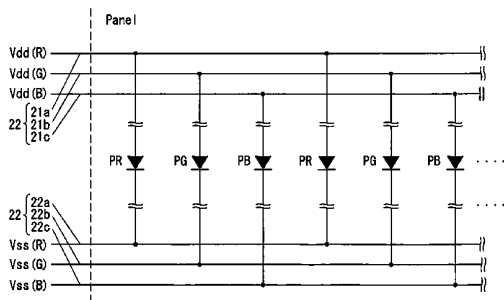 Panel
Vdd(R)
Vdd(G)
Vdd(B)
22 { 21a
21b
21c
PR PG PB PR PG PB ····
22 { 22a
22b
22c
····
Vss(R)
Vss(G)
Vss(B)